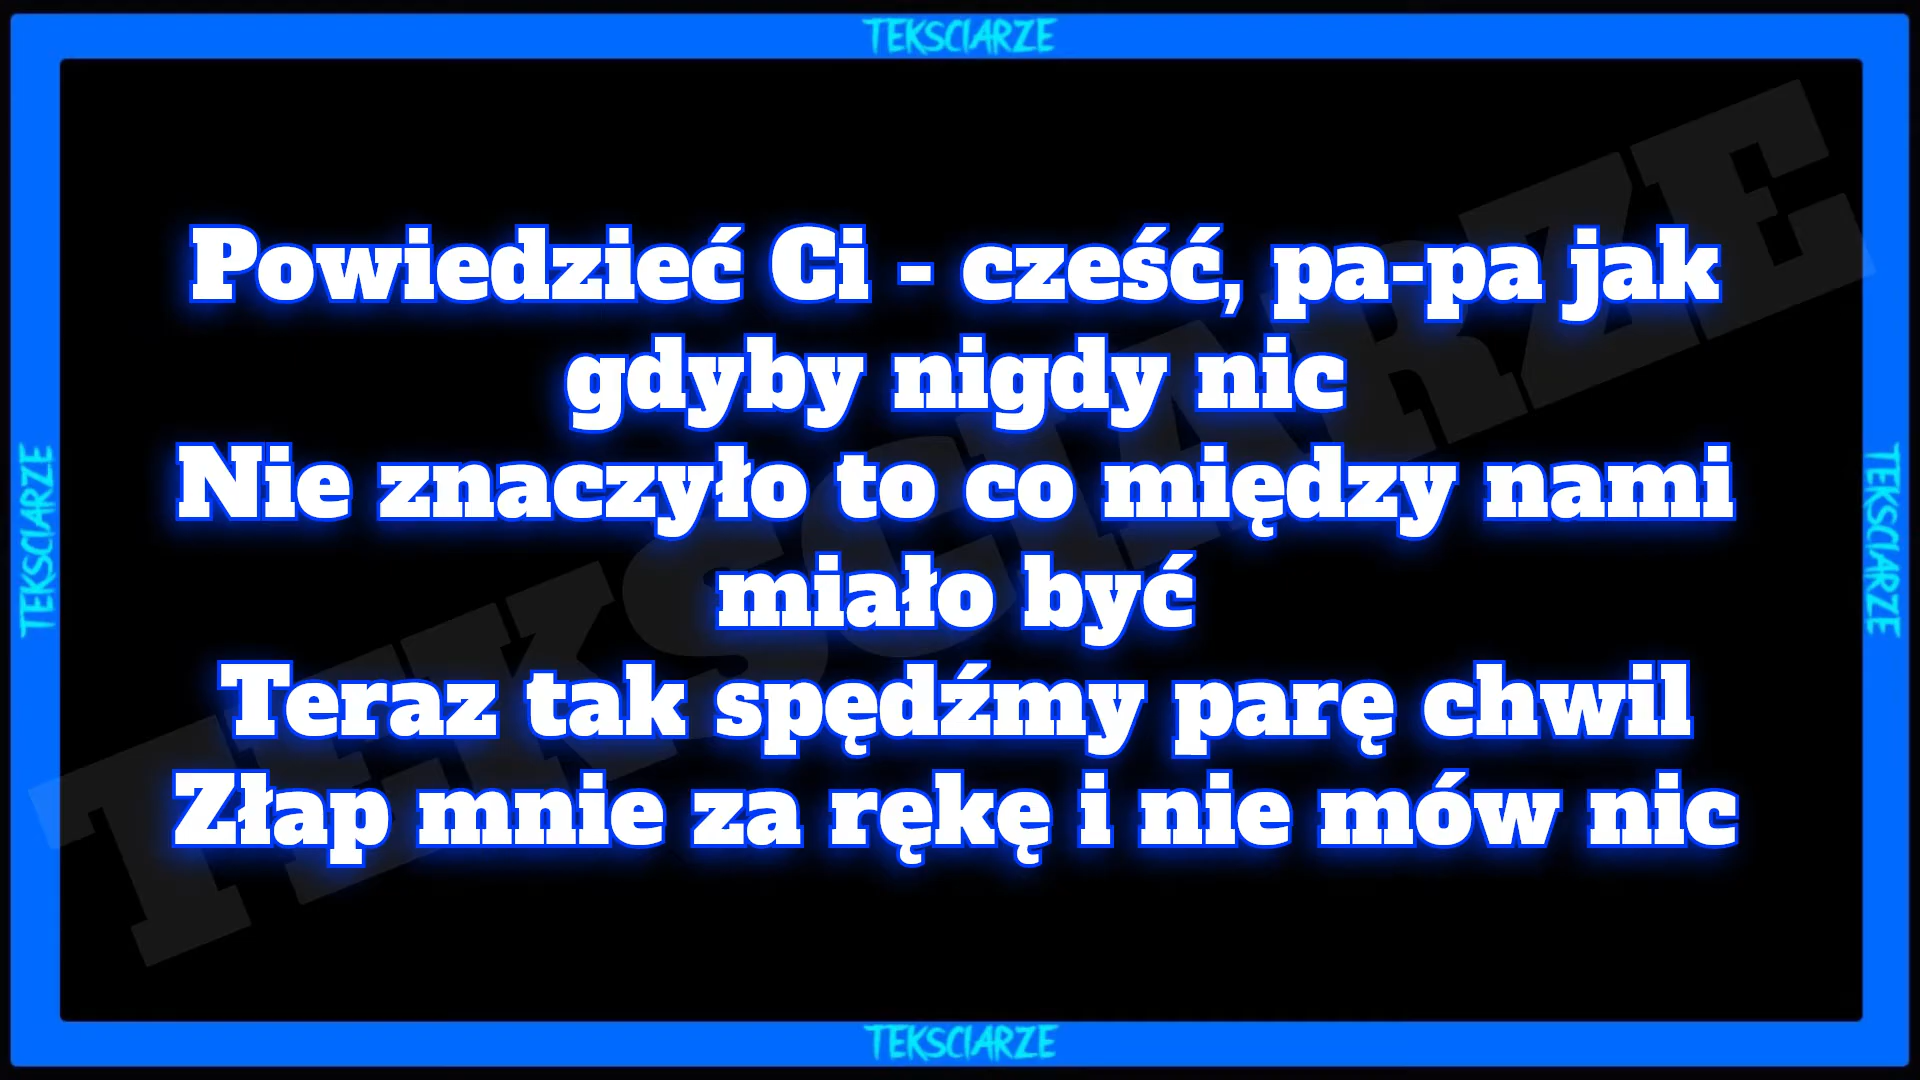 TEKSCIARZE
Powiedzieć Ci - cześć, pa-pa jak
gdyby nigdy nic
Nie znaczyło to co między nami
miało być
Teraz tak spędźmy parę chwil
Złap mnie za rękę i nie mów nic
TEKSCIARZE
TEKSCIARZE
TEKSCIARZE
TEKSCIARZE